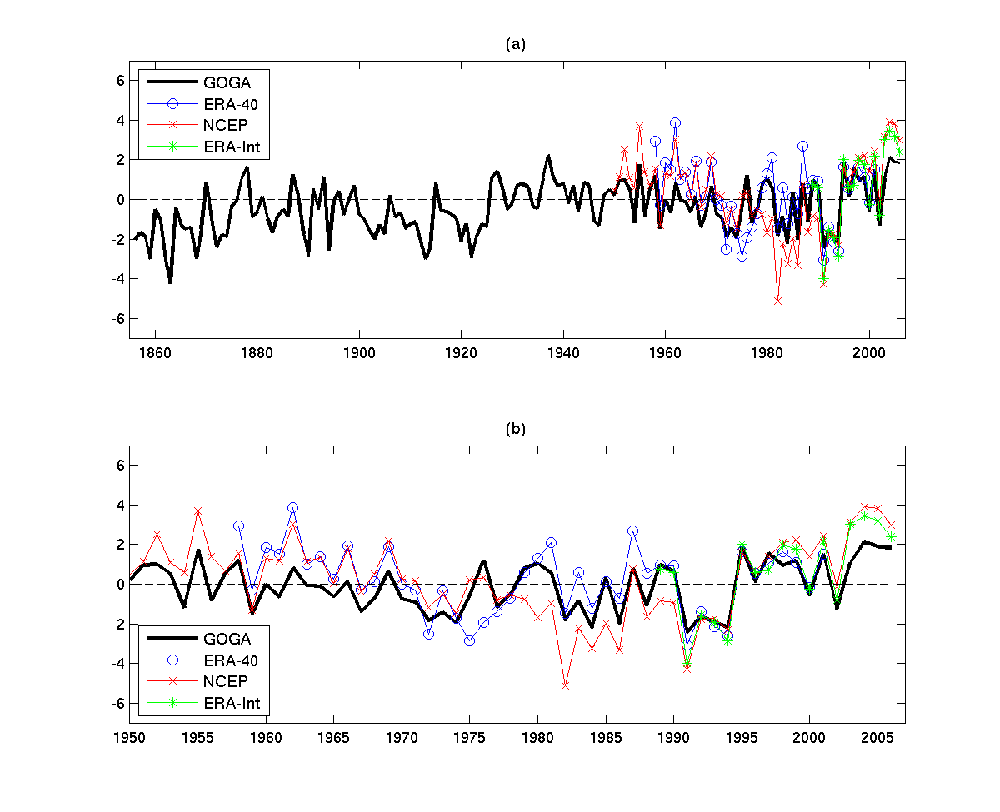 (a)
6
4
2
0
-2
-4
-6
GOGA
ERA-40
NCEP
ERA-Int
1860 1880 1900 1920 1940 1960 1980 2000
(b)
6
4
2
0
-2
-4
-6
GOGA
ERA-40
NCEP
ERA-Int
1950 1955 1960 1965 1970 1975 1980 1985 1990 1995 2000 2005